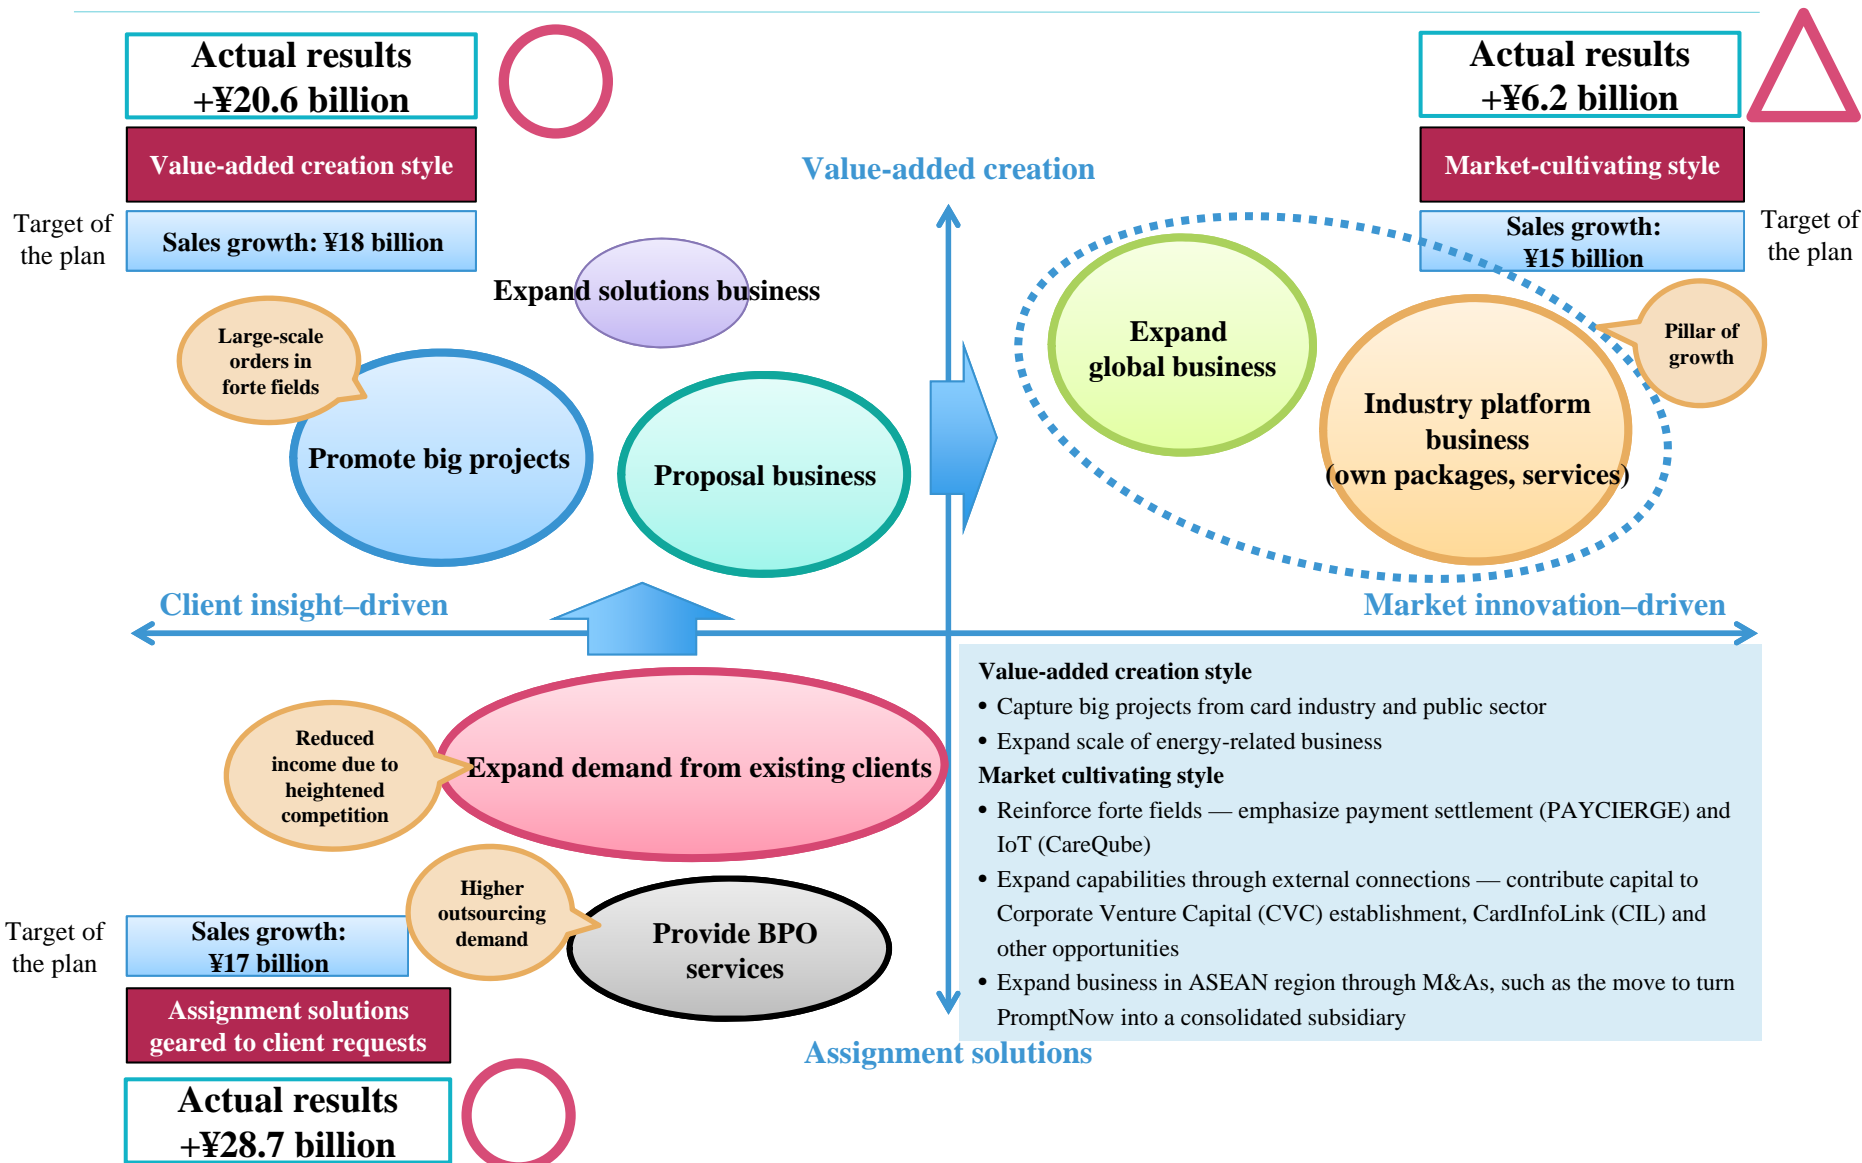 Actual results
+¥20.6 billion
Value-added creation style
Target of
the plan
Sales growth: ¥18 billion
Actual results
+¥6.2 billion
Market-cultivating style
Sales growth:
¥15 billion
Target of
the plan
Value-added creation
Expand solutions business
Large-scale
orders in
forte fields
Promote big projects
Proposal business
Expand
global business
Industry platform
business
(own packages, services)
Pillar of
growth
Client insight–driven
Market innovation–driven
Reduced
income due to
heightened
competition
Expand demand from existing clients
Higher
outsourcing
demand
Provide BPO
services
Target of
the plan
Sales growth:
¥17 billion
Assignment solutions
geared to client requests
Actual results
+¥28.7 billion
Value-added creation style
• Capture big projects from card industry and public sector
• Expand scale of energy-related business
Market cultivating style
• Reinforce forte fields — emphasize payment settlement (PAYCIERGE) and
IoT (CareQube)
• Expand capabilities through external connections — contribute capital to
Corporate Venture Capital (CVC) establishment, CardInfoLink (CIL) and
other opportunities
• Expand business in ASEAN region through M&As, such as the move to turn
PromptNow into a consolidated subsidiary
Assignment solutions